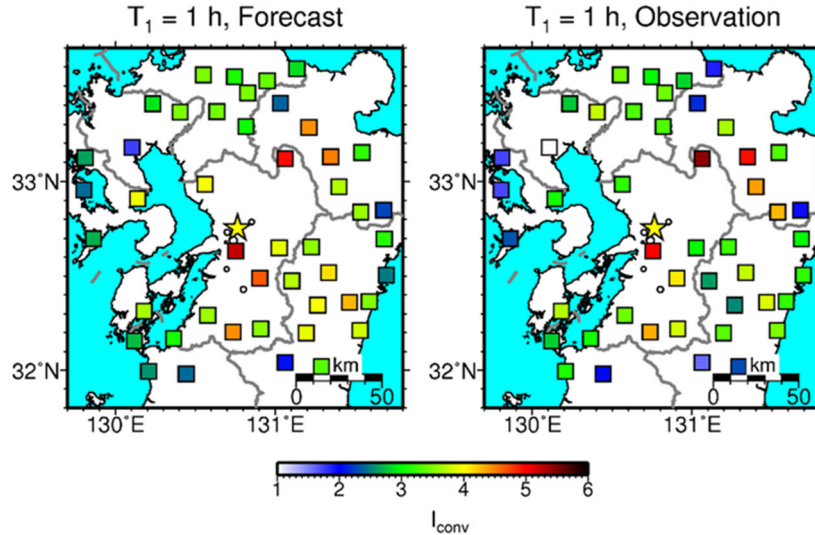 T1 = 1 h, Forecast
T1 = 1 h, Observation
33˚N
32˚N
130˚E
131˚E
km
0
50
33˚N
32˚N
130˚E
131˚E
km
0
50
1
2
3
4
5
6
Iconv